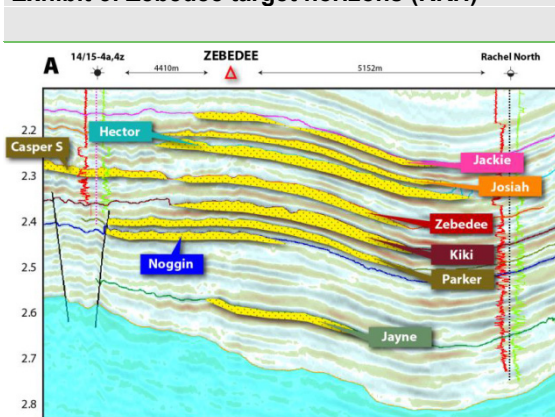 14/15-4a,4z
ZEBEDEE
Rachel North
A
4410m
5152m
2.2
Hector
Casper S
Jackie
2.3
Josiah
Zebedee
2.4
Kiki
Noggin
Parker
2.5
2.6
Jayne
2.7
2.8